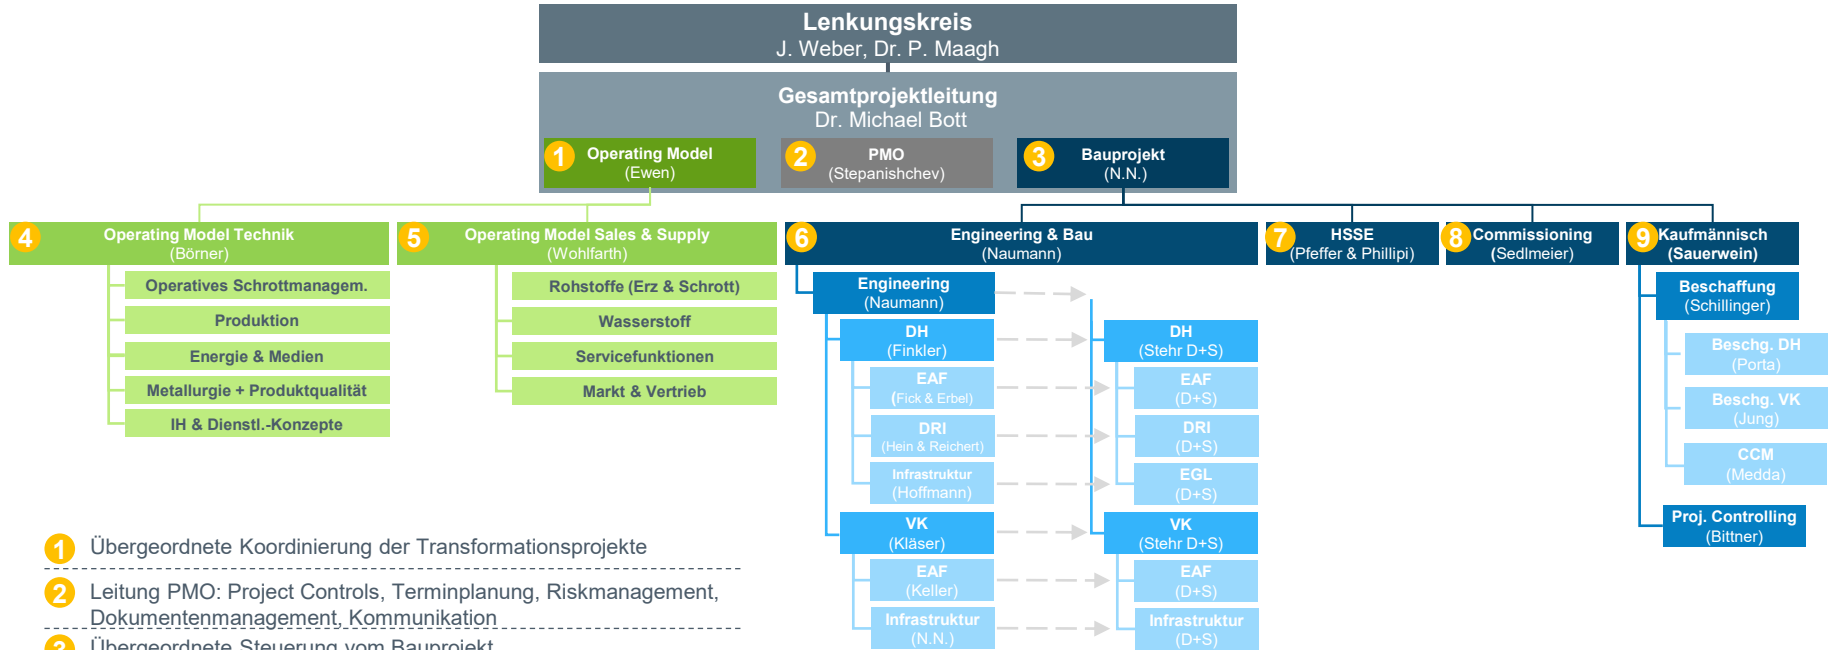 Lenkungskreis
J. Weber, Dr. P. Maagh
Gesamtprojektleitung
Dr. Michael Bott
1
Operating Model
(Ewen)
2
PMO
(Stepanishchev)
3
Bauprojekt
(N.N.)
4
Operating Model Technik
(Börner)
Operatives Schrottmanagem.
Produktion
Energie & Medien
Metallurgie + Produktqualität
IH & Dienstl.-Konzepte
5
Operating Model Sales & Supply
(Wohlfarth)
Rohstoffe (Erz & Schrott)
Wasserstoff
Servicefunktionen
Markt & Vertrieb
6
Engineering & Bau
(Naumann)
Engineering
(Naumann)
DH
(Finkler)
EAF
(Fick & Erbel)
DRI
(Hein & Reichert)
Infrastruktur
(Hoffmann)
VK
(Kläser)
EAF
(Keller)
Infrastruktur
(N.N.)
DH
(Stehr D+S)
EAF
(D+S)
DRI
(D+S)
EGL
(D+S)
VK
(Stehr D+S)
EAF
(D+S)
Infrastruktur
(D+S)
7
HSSE
(Pfeffer & Phillipi)
8
Commissioning
(Sedlmeier)
9
Kaufmännisch
(Sauerwein)
Beschaffung
(Schillinger)
Beschg. DH
(Porta)
Beschg. VK
(Jung)
CCM
(Medda)
Proj. Controlling
(Bittner)
1 Übergeordnete Koordinierung der Transformationsprojekte
2 Leitung PMO: Project Controls, Terminplanung, Riskmanagement,
Dokumentenmanagement, Kommunikation
3 Übergeordnete Steuerung vom Bauprojekt